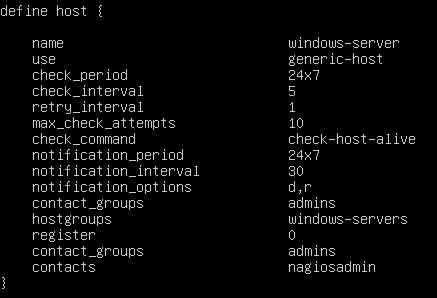 define host {
name windows-server
use generic-host
check_period 24x7
check_interval 5
retry_interval 1
max_check_attempts 10
check_command check-host-alive
notification_period 24x7
notification_interval 30
notification_options d,r
contact_groups admins
hostgroups windows-servers
register 0
contact_groups admins
contacts nagiosadmin
}